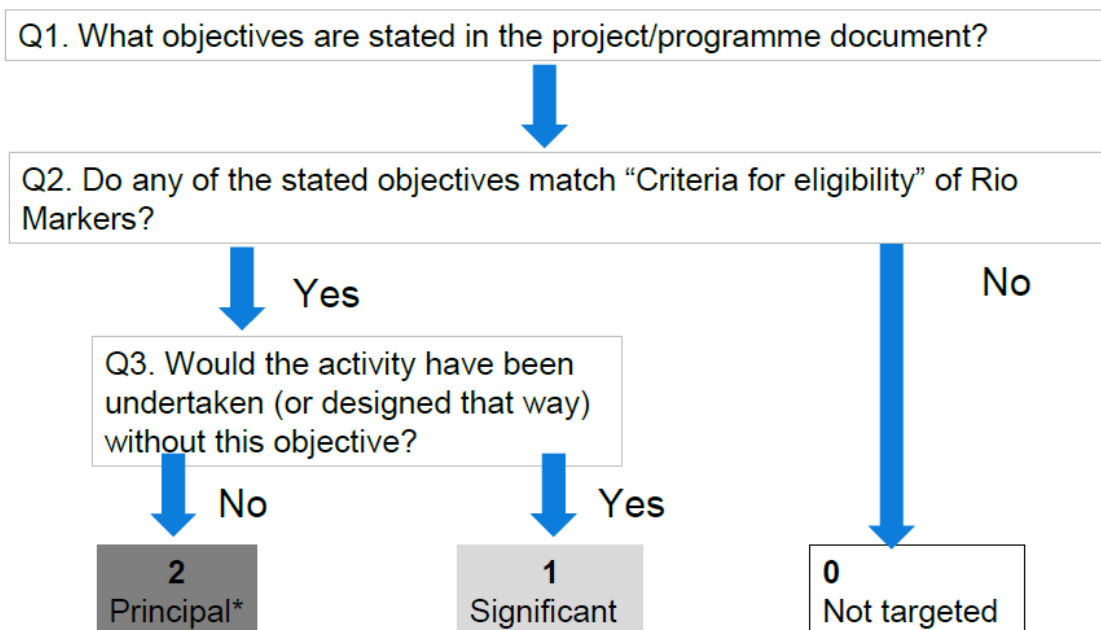 Q1. What objectives are stated in the project/programme document?
Q2. Do any of the stated objectives match “Criteria for eligibility” of Rio
Markers?
Yes
No
Q3. Would the activity have been
undertaken (or designed that way)
without this objective?
No
Yes
2
Principal*
1
Significant
0
Not targeted